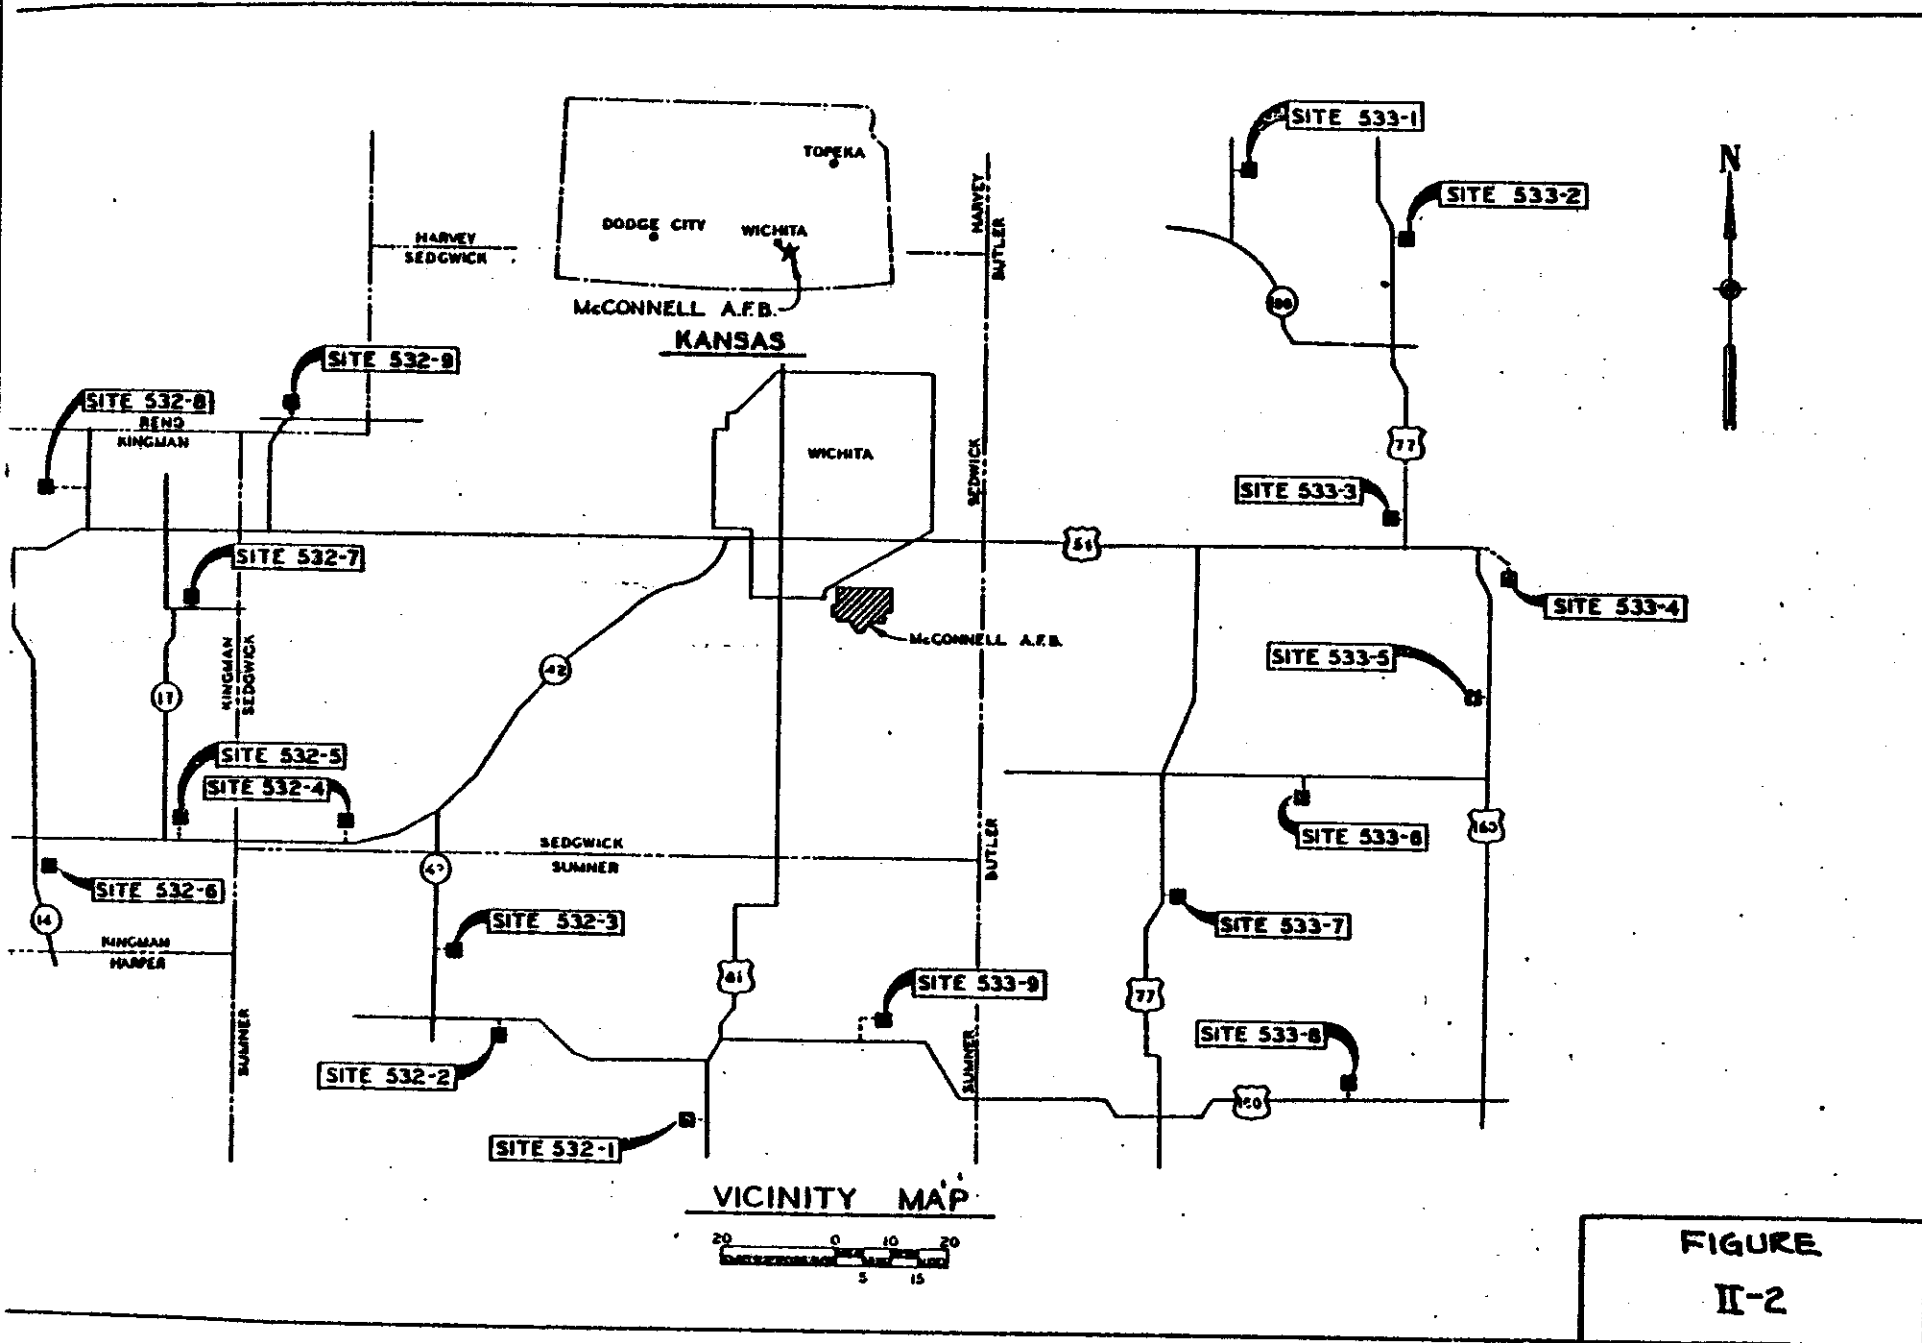 SITE 533-1
N
TOPEKA
SITE 533-2
HARVEY
BUTLER
DODGE CITY
WICHITA
HARVEY
SEDGWICK
McCONNELL A.F.B.
KANSAS
SITE 532-9
SITE 532-8
RENO
KINGMAN
77
WICHITA
SEDWICK
SITE 533-3
SITE 532-7
SITE 533-4
McCONNELL A.F.B.
KINGMAN
SEDGWICK
SITE 533-5
42
17
SITE 532-5
SITE 532-4
SITE 533-6
SEDGWICK
SUMNER
BUTLER
SITE 532-6
14
SITE 532-3
SITE 533-7
KINGMAN
HARPER
81
SITE 533-9
77
SUMNER
SUMNER
SITE 533-8
SITE 532-2
SITE 532-1
VICINITY MAP
20 0 10 20
5 15
FIGURE
II-2